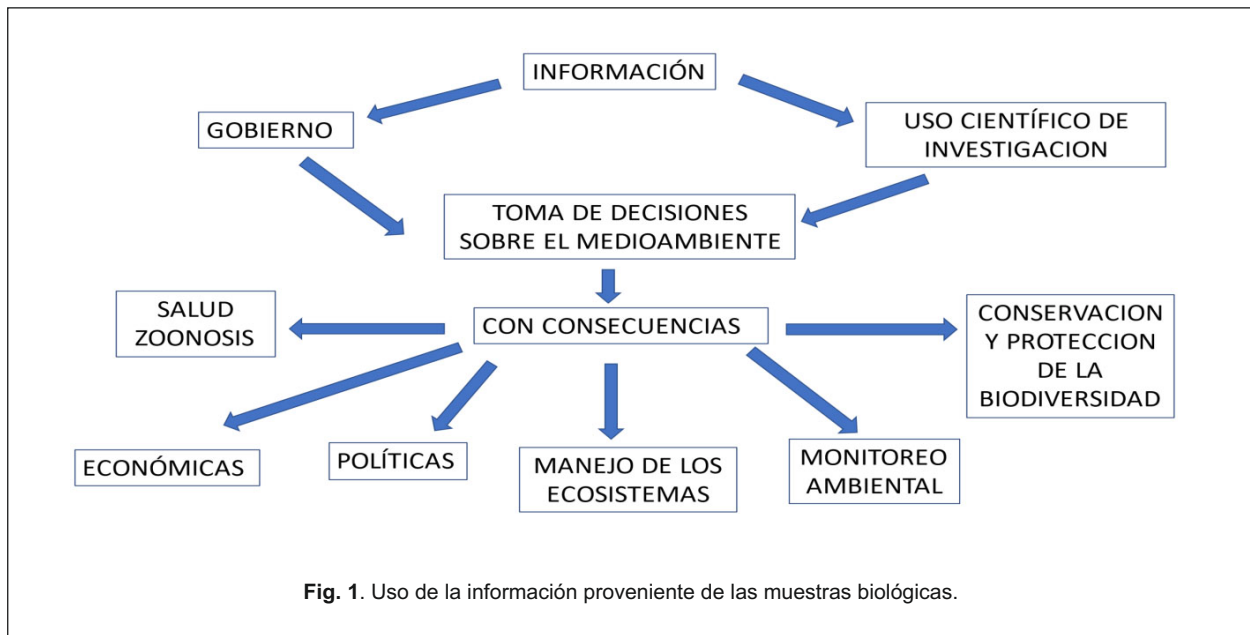 INFORMACIÓN
GOBIERNO
USO CIENTÍFICO DE
INVESTIGACION
TOMA DE DECISIONES
SOBRE EL MEDIOAMBIENTE
SALUD
ZOONOSIS
CON CONSECUENCIAS
CONSERVACION
Y PROTECCION
DE LA
BIODIVERSIDAD
ECONÓMICAS
POLÍTICAS
MANEJO DE LOS
ECOSISTEMAS
MONITOREO
AMBIENTAL
Fig. 1. Uso de la información proveniente de las muestras biológicas.